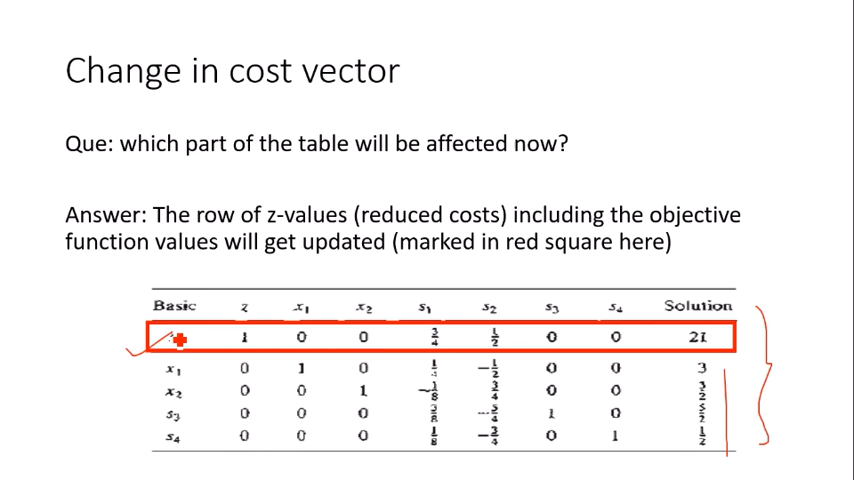 Change in cost vector
Que: which part of the table will be affected now?
Answer: The row of z-values (reduced costs) including the objective
function values will get updated (marked in red square here)
Basic z x₁ x₂ s₁ s₂ s₃ s₄ Solution
1 0 0 3/4 1/2 0 0 21
x₁ 0 1 0 -1/2 0 0 3
x₂ 0 0 1 -1/8 3/4 0 0 3/2
s₃ 0 0 0 3/8 -5/4 1 0 5/2
s₄ 0 0 0 1/8 -3/4 0 1 1/2